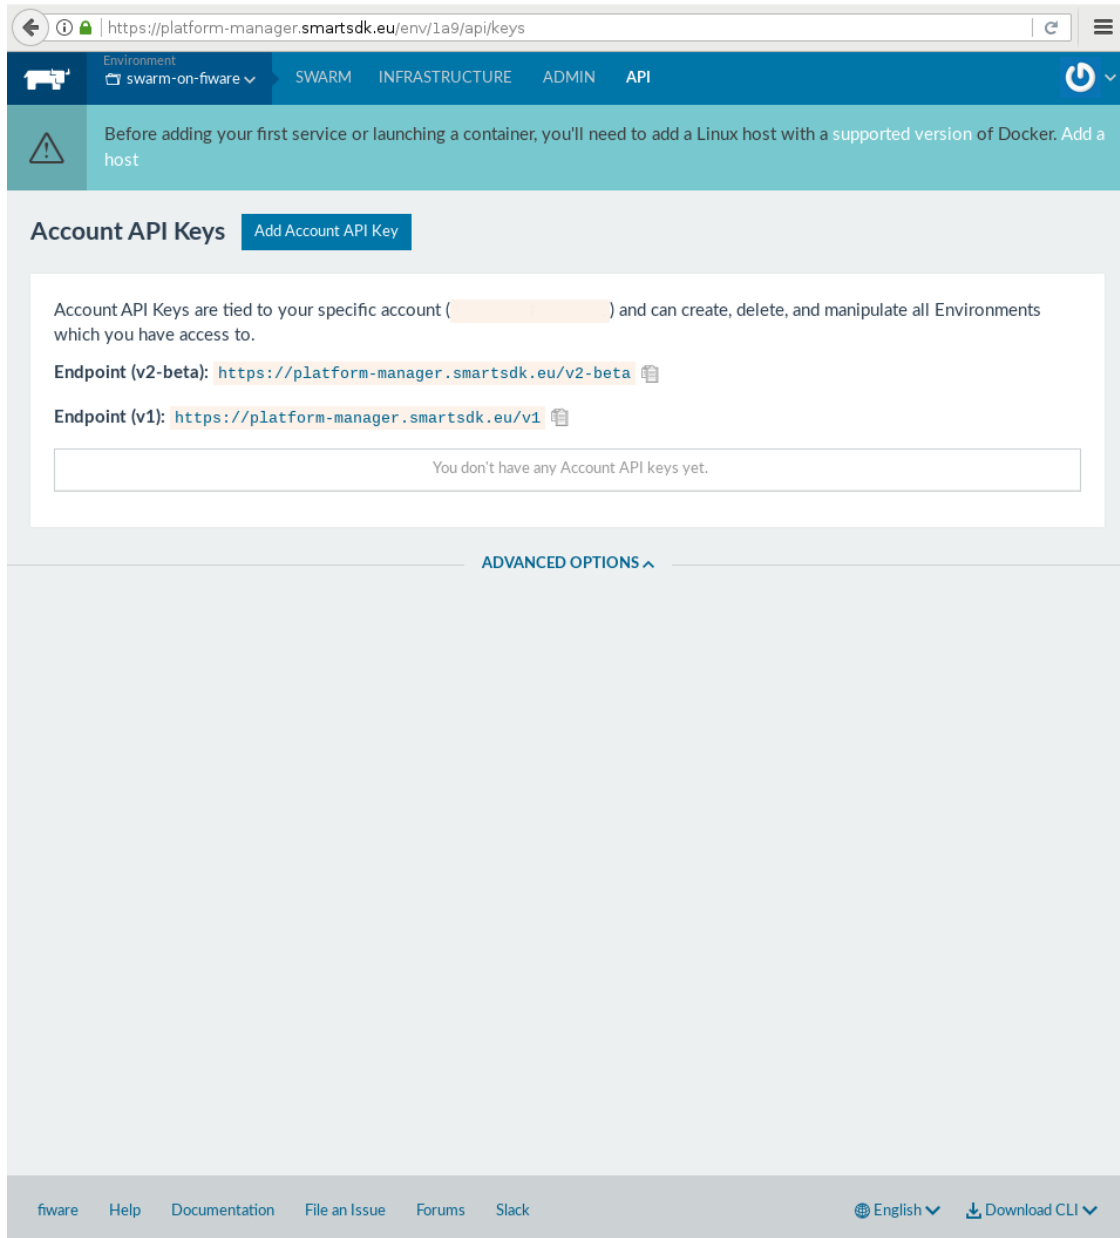 https://platform-manager.smartsdk.eu/env/1a9/api/keys
Environment
swarm-on-fiware
SWARM INFRASTRUCTURE ADMIN API
Before adding your first service or launching a container, you'll need to add a Linux host with a supported version of Docker. Add a
host
Account API Keys Add Account API Key
Account API Keys are tied to your specific account ( ) and can create, delete, and manipulate all Environments
which you have access to.
Endpoint (v2-beta): https://platform-manager.smartsdk.eu/v2-beta
Endpoint (v1): https://platform-manager.smartsdk.eu/v1
You don't have any Account API keys yet.
ADVANCED OPTIONS
fiware Help Documentation File an Issue Forums Slack English Download CLI